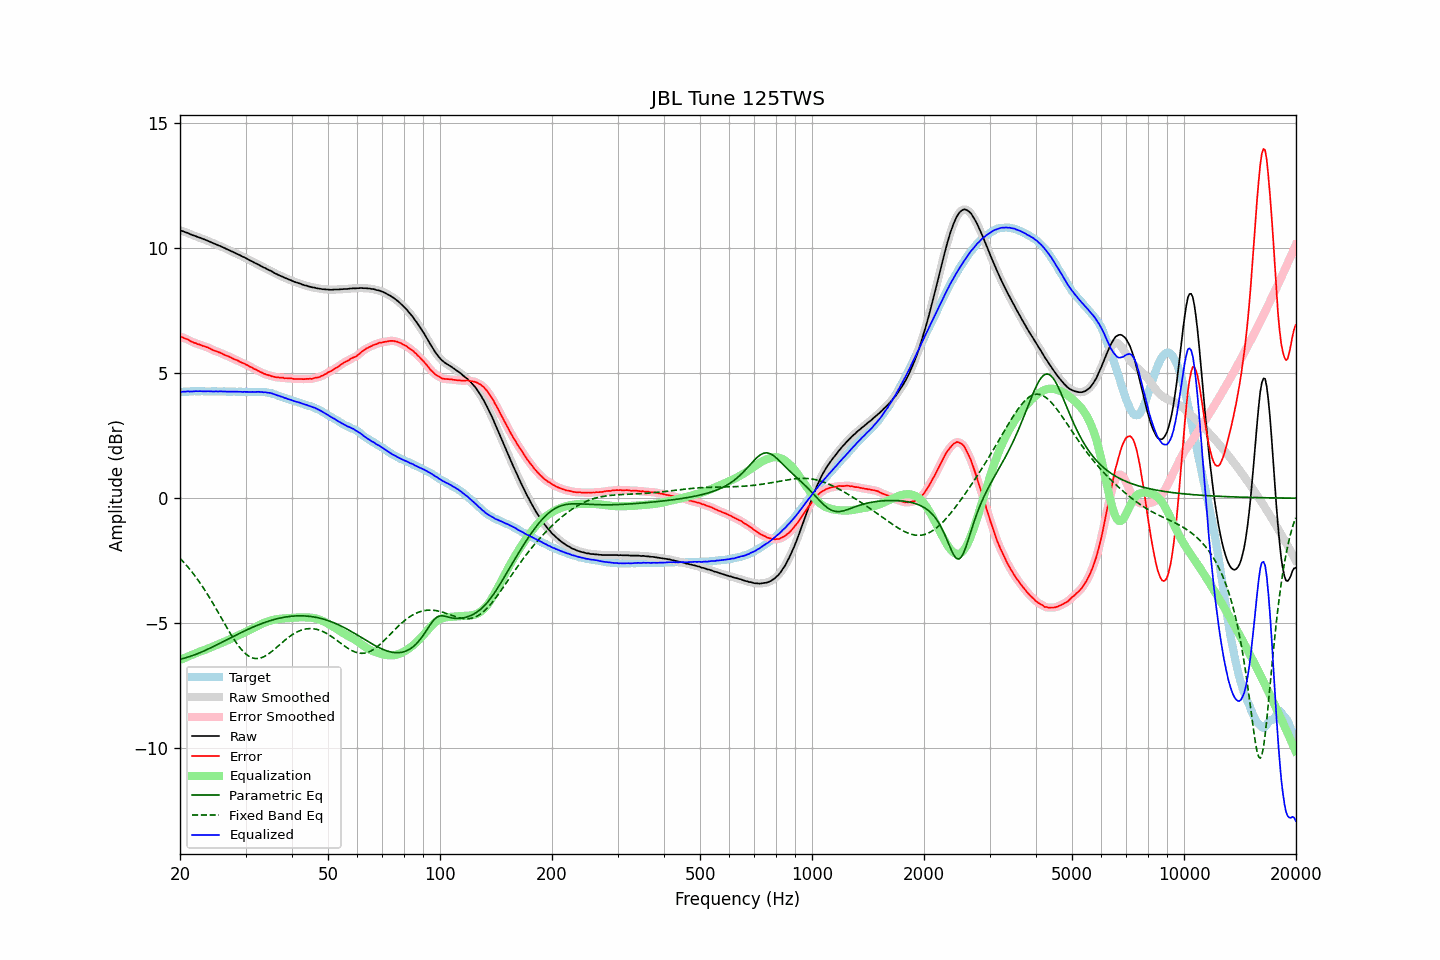 JBL Tune 125TWS
Amplitude (dBr)
15
10
5
0
−5
−10
Target
Raw Smoothed
Error Smoothed
Raw
Error
Equalization
Parametric Eq
Fixed Band Eq
Equalized
20 50 100 200 500 1000 2000 5000 10000 20000
Frequency (Hz)